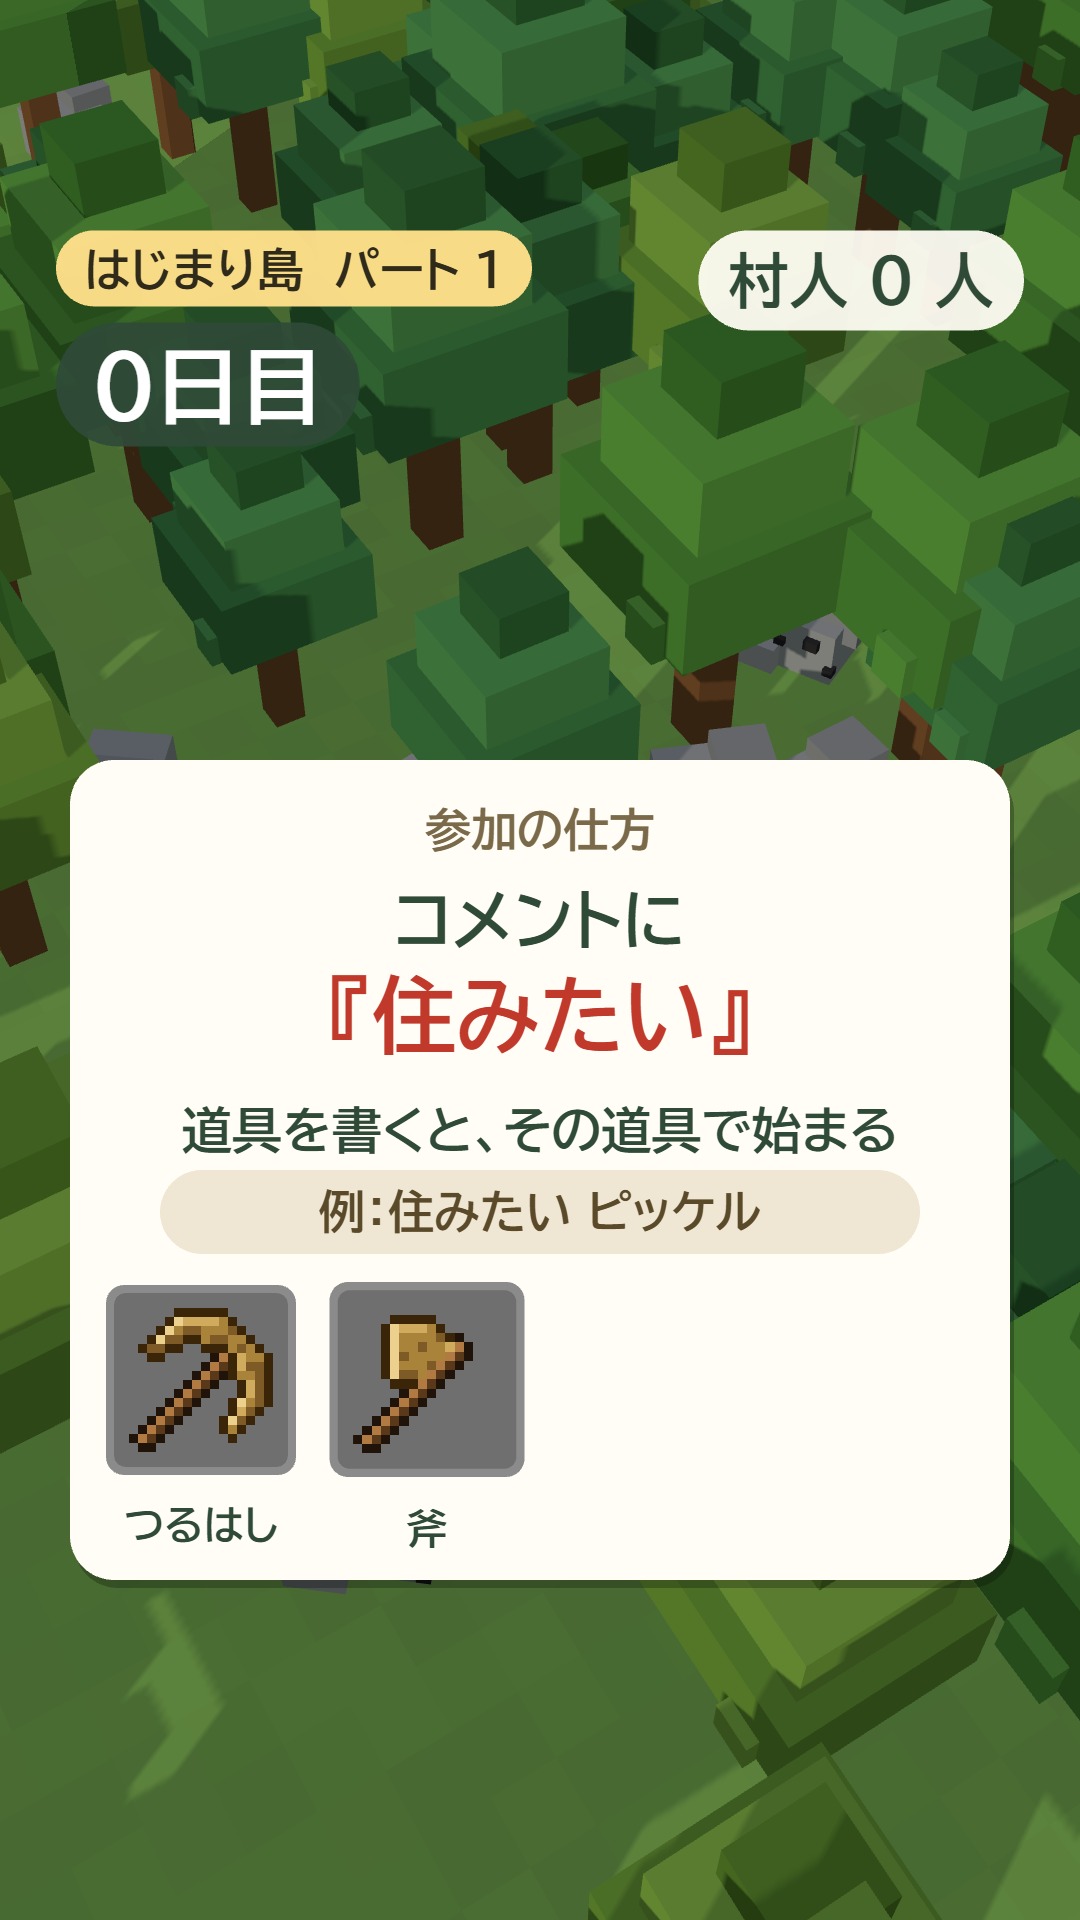 はじまり島 パート 1
村人 0 人
0日目
参加の仕方
コメントに
『住みたい』
道具を書くと、その道具で始まる
例：住みたい ピッケル
つるはし
斧